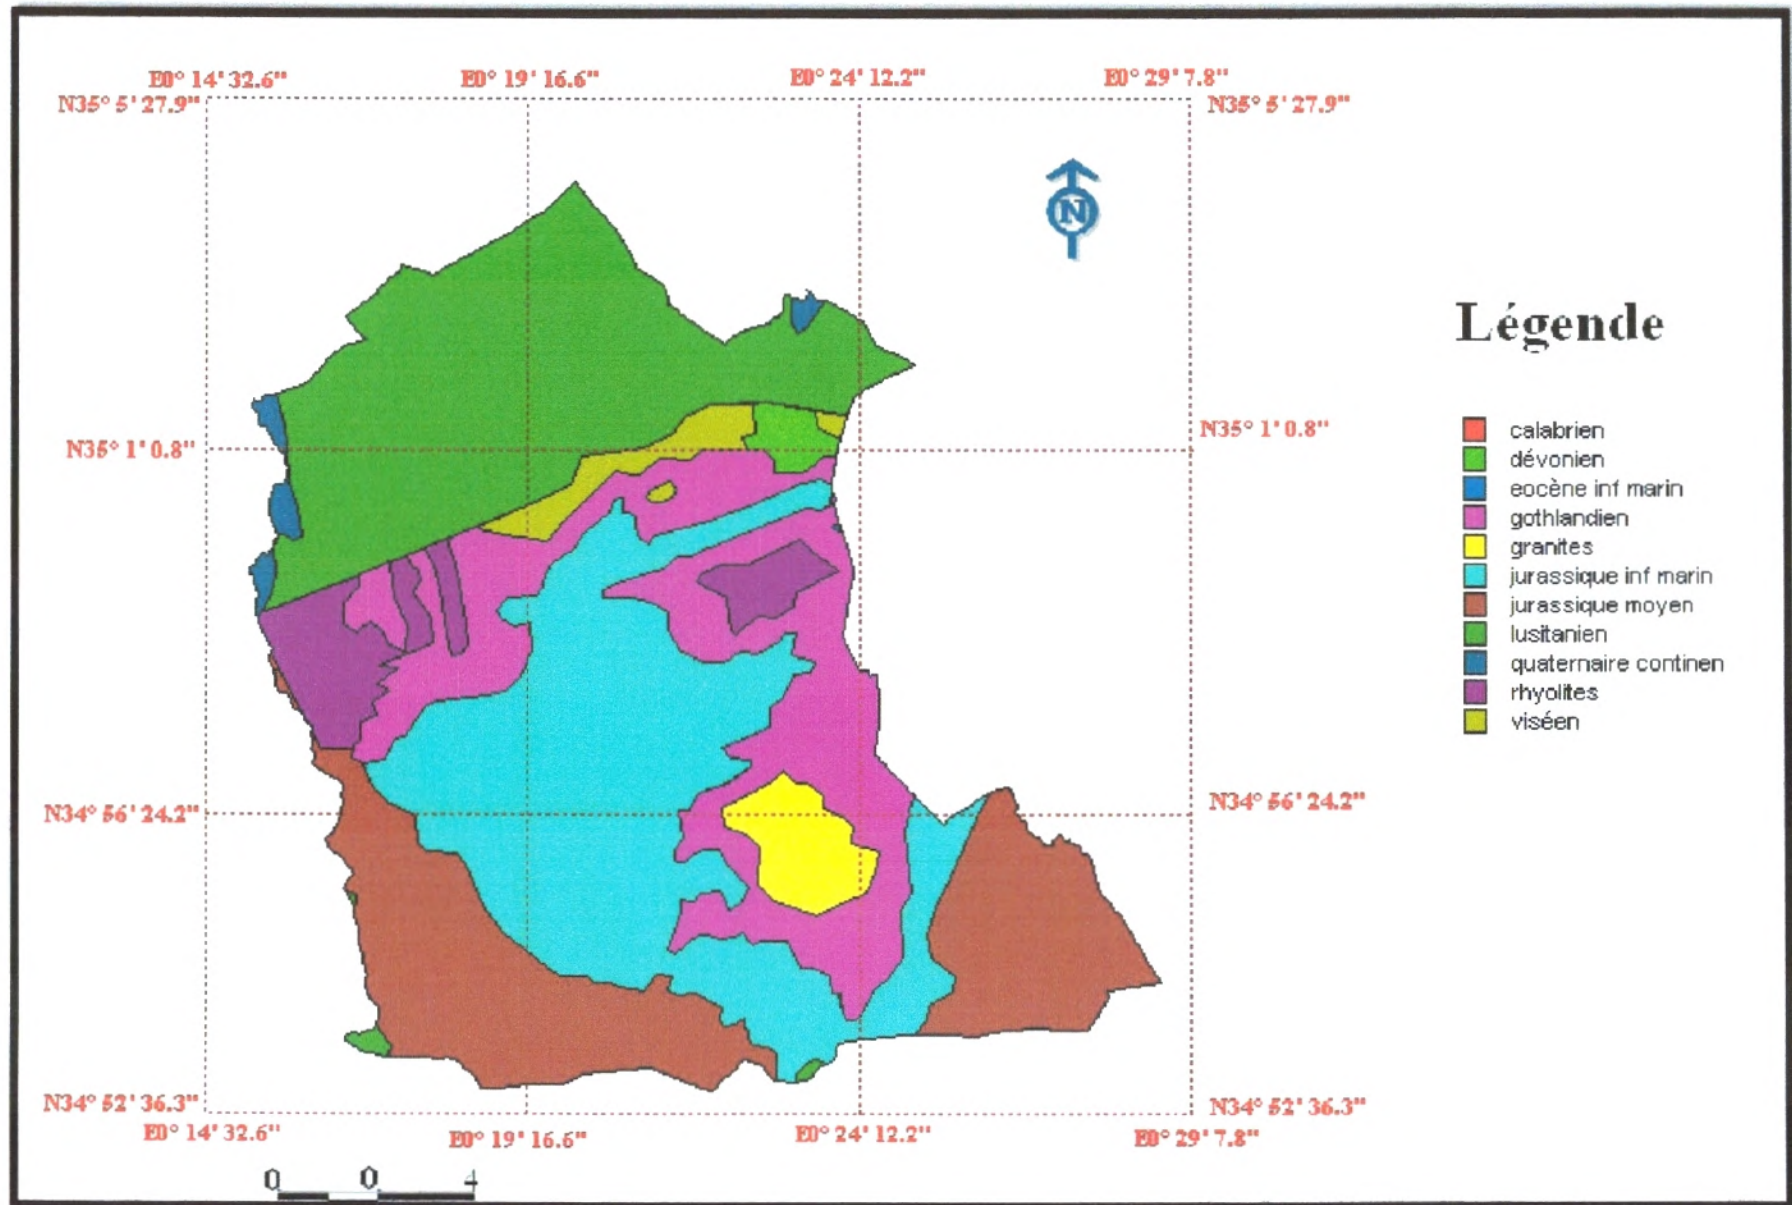 E0° 14' 32.6" E0° 19' 16.6" E0° 24' 12.2" E0° 29' 7.8"
N35° 5' 27.9" N35° 5' 27.9"
N
Légende
calabrien
dévonien
eocène inf marin
gothlandien
granites
jurassique inf marin
jurassique moyen
lusitanien
quaternaire continen
rhyolites
viséen
N35° 1' 0.8" N35° 1' 0.8"
N34° 56' 24.2" N34° 56' 24.2"
N34° 52' 36.3" N34° 52' 36.3"
E0° 14' 32.6" E0° 19' 16.6" E0° 24' 12.2" E0° 29' 7.8"
0 0 4